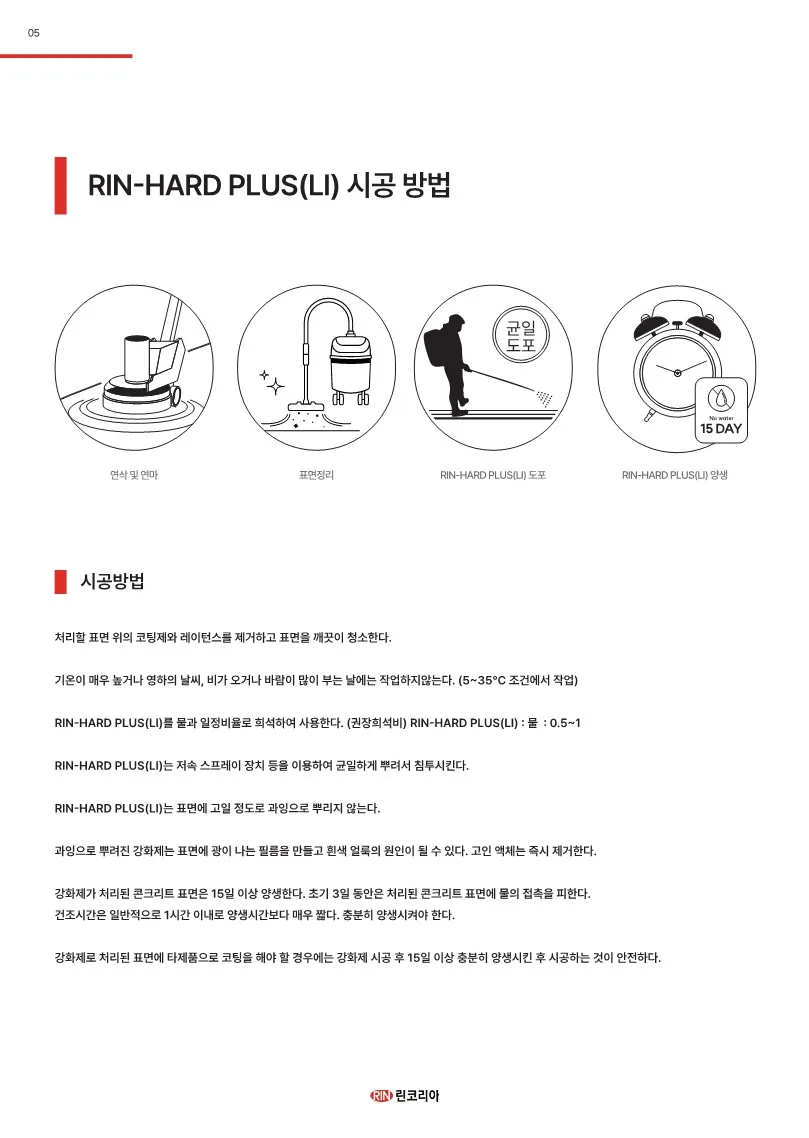 05
RIN-HARD PLUS(LI) 시공 방법
균일
도포
No water
15 DAY
연삭 및 연마
표면정리
RIN-HARD PLUS(LI) 도포
RIN-HARD PLUS(LI) 양생
시공방법
처리할 표면 위의 코팅제와 레이턴스를 제거하고 표면을 깨끗이 청소한다.
기온이 매우 높거나 영하의 날씨, 비가 오거나 바람이 많이 부는 날에는 작업하지않는다. (5~35°C 조건에서 작업)
RIN-HARD PLUS(LI)를 물과 일정비율로 희석하여 사용한다. (권장희석비) RIN-HARD PLUS(LI) : 물 : 0.5~1
RIN-HARD PLUS(LI)는 저속 스프레이 장치 등을 이용하여 균일하게 뿌려서 침투시킨다.
RIN-HARD PLUS(LI)는 표면에 고일 정도로 과잉으로 뿌리지 않는다.
과잉으로 뿌려진 강화제는 표면에 광이 나는 필름을 만들고 흰색 얼룩의 원인이 될 수 있다. 고인 액체는 즉시 제거한다.
강화제가 처리된 콘크리트 표면은 15일 이상 양생한다. 초기 3일 동안은 처리된 콘크리트 표면에 물의 접촉을 피한다.
건조시간은 일반적으로 1시간 이내로 양생시간보다 매우 짧다. 충분히 양생시켜야 한다.
강화제로 처리된 표면에 타제품으로 코팅을 해야 할 경우에는 강화제 시공 후 15일 이상 충분히 양생시킨 후 시공하는 것이 안전하다.
RIN 린코리아